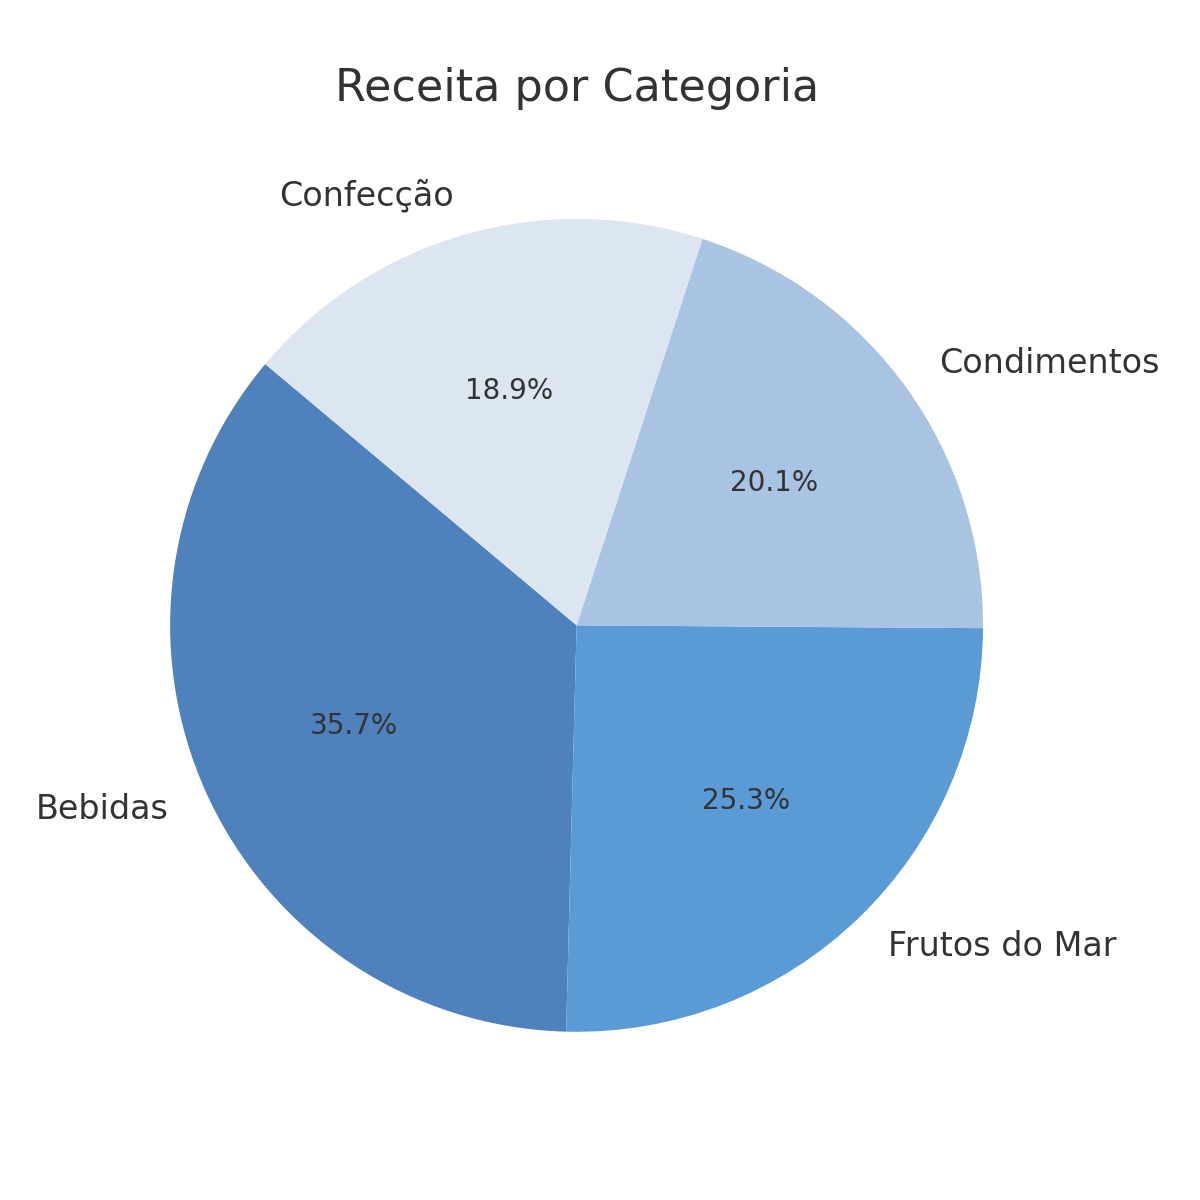 Receita por Categoria
Confecção
Condimentos
18.9%
20.1%
35.7%
25.3%
Bebidas
Frutos do Mar